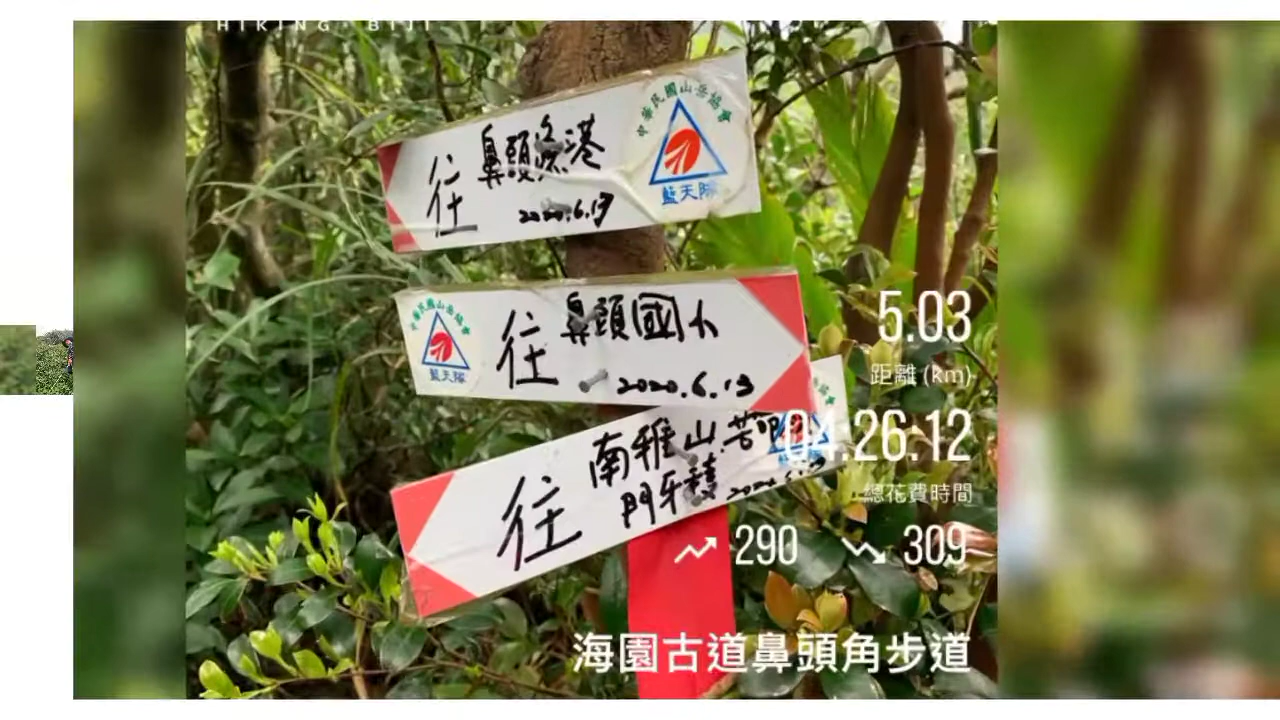 HIKING BIJI
中華民國山岳協會
往 鼻頭漁港
2020.6.13
藍天隊
中華民國山岳協會
藍天隊
往 鼻頭國小
2020.6.13
往 南雅山.苦命
門牙稜
5.03
距離 (km)
04:26:12
總花費時間
290
309
海園古道鼻頭角步道